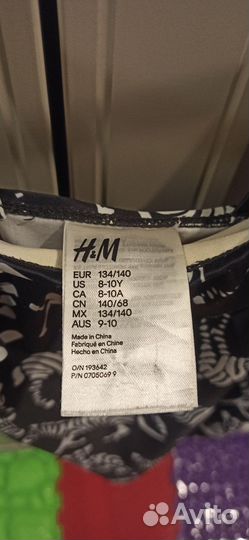 H&M
EUR 134/140
US 8-10Y
CA 8-10A
CN 140/68
MX 134/140
AUS 9-10
Made in China
Fabriqué en Chine
Hecho en China
O/N 193642
P/N 0705069 9
Avito